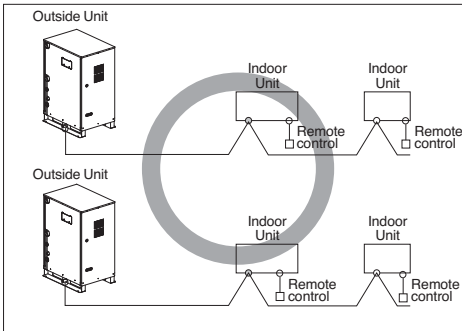 Outside Unit
Indoor
Unit
Indoor
Unit
Remote
control
Remote
control
Outside Unit
Indoor
Unit
Indoor
Unit
Remote
control
Remote
control